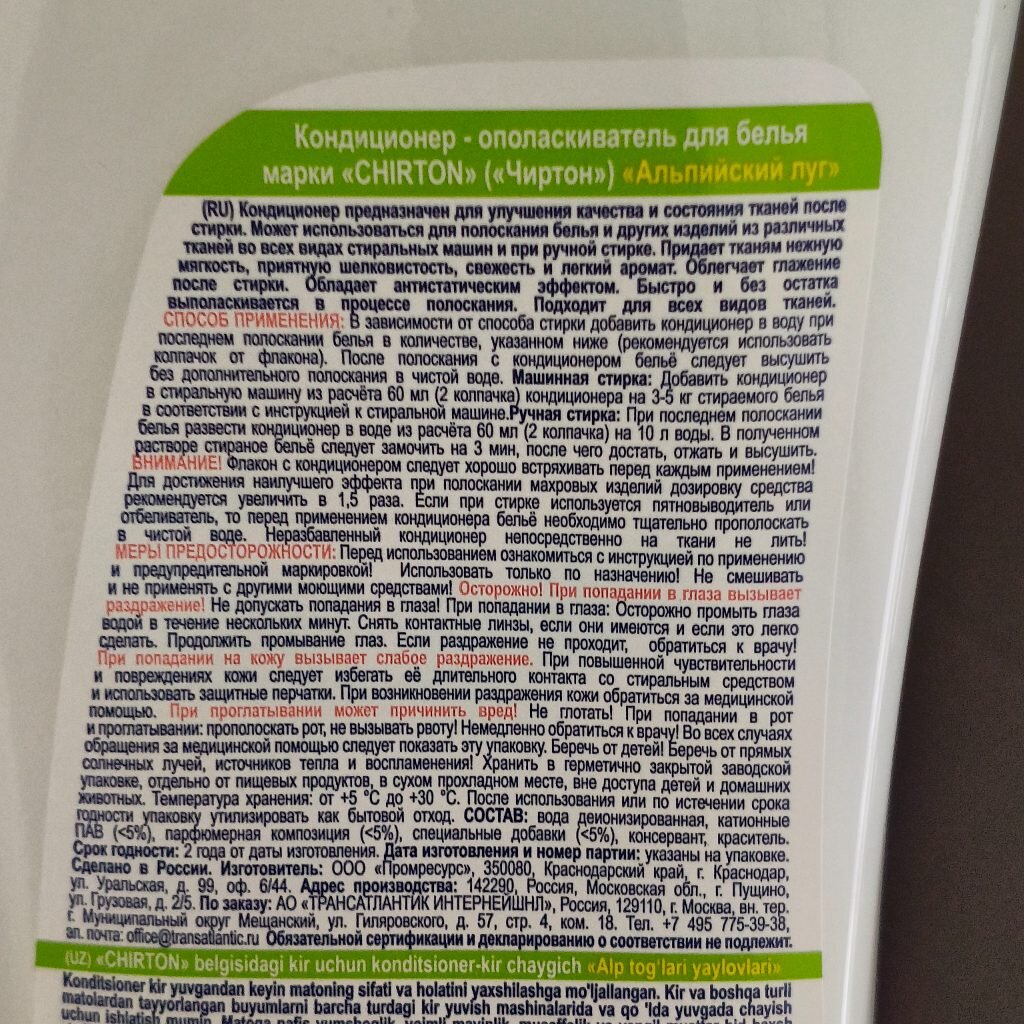 Кондиционер - ополаскиватель для белья
марки «CHIRTON» («Чиртон») «Альпийский луг»
(RU) Кондиционер предназначен для улучшения качества и состояния тканей после
стирки. Может использоваться для полоскания белья и других изделий из различных
тканей во всех видах стиральных машин и при ручной стирке. Придает тканям нежную
мягкость, приятную шелковистость, свежесть и легкий аромат. Облегчает глажение
после стирки. Обладает антистатическим эффектом. Быстро и без остатка
выполаскивается в процессе полоскания. Подходит для всех видов тканей.
СПОСОБ ПРИМЕНЕНИЯ: В зависимости от способа стирки добавить кондиционер в воду при
последнем полоскании белья в количестве, указанном ниже (рекомендуется использовать
колпачок от флакона). После полоскания с кондиционером бельё следует высушить
без дополнительного полоскания в чистой воде. Машинная стирка: Добавить кондиционер
в стиральную машину из расчёта 60 мл (2 колпачка) кондиционера на 3-5 кг стираемого белья
в соответствии с инструкцией к стиральной машине.Ручная стирка: При последнем полоскании
белья развести кондиционер в воде из расчёта 60 мл (2 колпачка) на 10 л воды. В полученном
растворе стираное бельё следует замочить на 3 мин, после чего достать, отжать и высушить.
ВНИМАНИЕ! Флакон с кондиционером следует хорошо встряхивать перед каждым применением!
Для достижения наилучшего эффекта при полоскании махровых изделий дозировку средства
рекомендуется увеличить в 1,5 раза. Если при стирке используется пятновыводитель или
отбеливатель, то перед применением кондиционера бельё необходимо тщательно прополоскать
в чистой воде. Неразбавленный кондиционер непосредственно на ткани не лить!
МЕРЫ ПРЕДОСТОРОЖНОСТИ: Перед использованием ознакомиться с инструкцией по применению
и предупредительной маркировкой! Использовать только по назначению! Не смешивать
и не применять с другими моющими средствами! Осторожно! При попадании в глаза вызывает
раздражение! Не допускать попадания в глаза! При попадании в глаза: Осторожно промыть глаза
водой в течение нескольких минут. Снять контактные линзы, если они имеются и если это легко
сделать. Продолжить промывание глаз. Если раздражение не проходит, обратиться к врачу!
При попадании на кожу вызывает слабое раздражение. При повышенной чувствительности
и повреждениях кожи следует избегать её длительного контакта со стиральным средством
и использовать защитные перчатки. При возникновении раздражения кожи обратиться за медицинской
помощью. При проглатывании может причинить вред! Не глотать! При попадании в рот
и проглатывании: прополоскать рот, не вызывать рвоту! Немедленно обратиться к врачу! Во всех случаях
обращения за медицинской помощью следует показать эту упаковку. Беречь от детей! Беречь от прямых
солнечных лучей, источников тепла и воспламенения! Хранить в герметично закрытой заводской
упаковке, отдельно от пищевых продуктов, в сухом прохладном месте, вне доступа детей и домашних
животных. Температура хранения: от +5 °С до +30 °С. После использования или по истечении срока
годности упаковку утилизировать как бытовой отход. СОСТАВ: вода деионизированная, катионные
ПАВ (<5%), парфюмерная композиция (<5%), специальные добавки (<5%), консервант, краситель.
Срок годности: 2 года от даты изготовления. Дата изготовления и номер партии: указаны на упаковке.
Сделано в России. Изготовитель: ООО «Промресурс», 350080, Краснодарский край, г. Краснодар,
ул. Уральская, д. 99, оф. 6/44. Адрес производства: 142290, Россия, Московская обл., г. Пущино,
ул. Грузовая, д. 2/5. По заказу: АО «ТРАНСАТЛАНТИК ИНТЕРНЕЙШНЛ», Россия, 129110, г. Москва, вн. тер.
г. Муниципальный округ Мещанский, ул. Гиляровского, д. 57, стр. 4, ком. 18. Тел. +7 495 775-39-38,
эл. почта: office@transatlantic.ru Обязательной сертификации и декларированию о соответствии не подлежит.
(UZ) «CHIRTON» belgisidagi kir uchun konditsioner-kir chaygich «Alp tog'lari yaylovlari»
Konditsioner kir yuvgandan keyin matoning sifati va holatini yaxshilashga mo'ljallangan. Kir va boshqa turli
matolardan tayyorlangan buyumlarni barcha turdagi kir yuvish mashinalarida va qo 'lda yuvgada chayish
uchun ishlatish mumin.